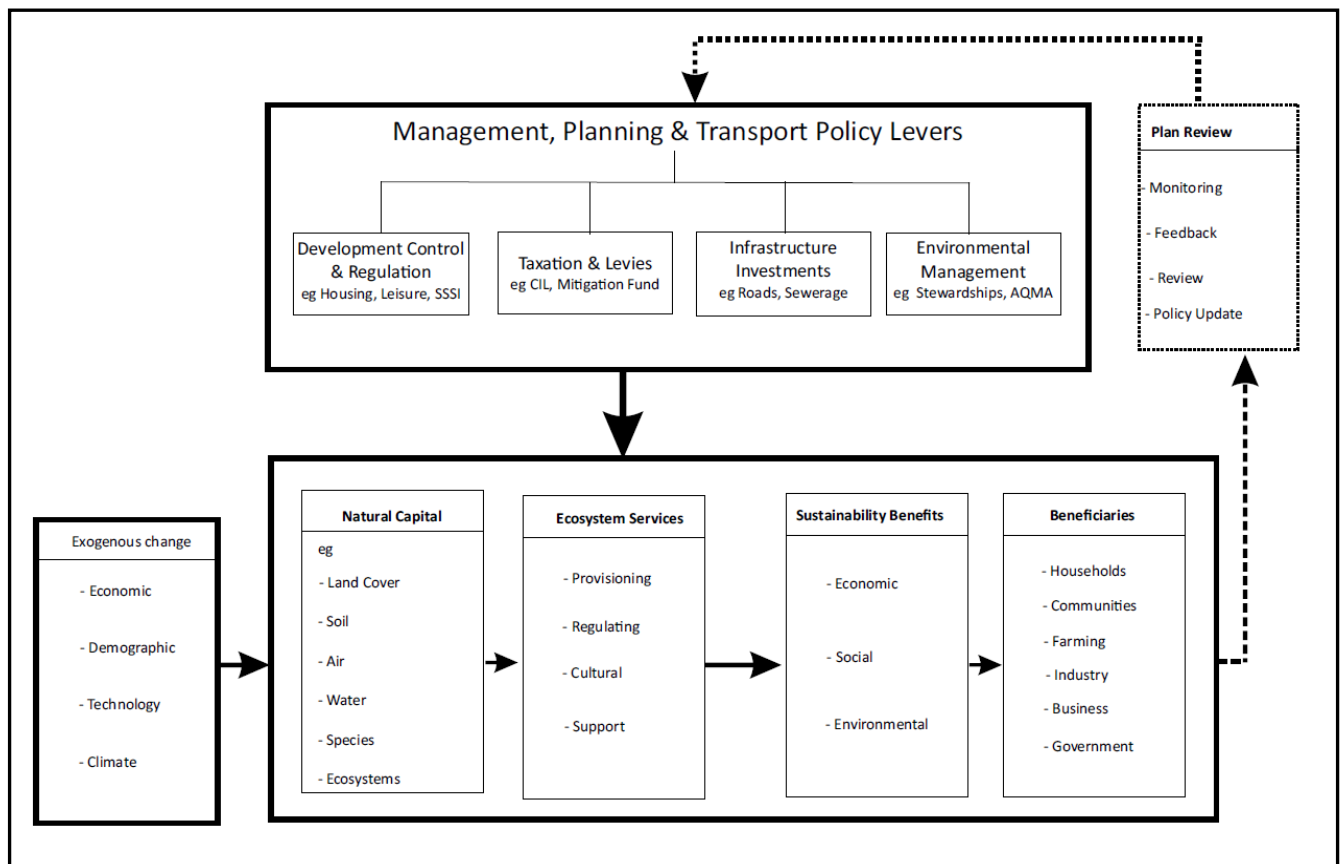 Management, Planning & Transport Policy Levers
Development Control
& Regulation
eg Housing, Leisure, SSSI
Taxation & Levies
eg CIL, Mitigation Fund
Infrastructure
Investments
eg Roads, Sewerage
Environmental
Management
eg Stewardships, AQMA
Plan Review
- Monitoring
- Feedback
- Review
- Policy Update
Exogenous change
- Economic
- Demographic
- Technology
- Climate
Natural Capital
eg
- Land Cover
- Soil
- Air
- Water
- Species
- Ecosystems
Ecosystem Services
- Provisioning
- Regulating
- Cultural
- Support
Sustainability Benefits
- Economic
- Social
- Environmental
Beneficiaries
- Households
- Communities
- Farming
- Industry
- Business
- Government